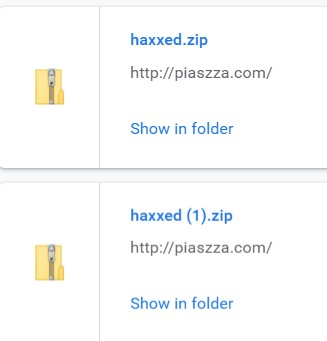 haxxed.zip
http://piaszza.com/
Show in folder
haxxed (1).zip
http://piaszza.com/
Show in folder